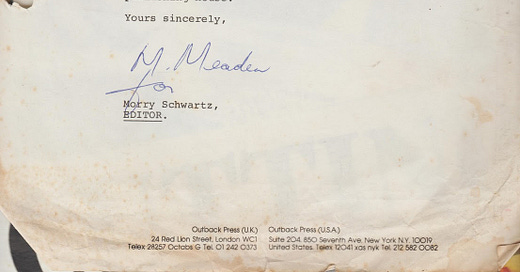 Yours sincerely,
M. Meaden
for
Morry Schwartz,
EDITOR.
Outback Press (U.K.) Outback Press (U.S.A.)
24 Red Lion Street, London WC1 Suite 204, 850 Seventh Ave, New York N.Y. 10019
Telex 28257 Octobs G Tel. 01 242 0373 United States. Telex 12041 xas nyk Tel. 212 582 0082